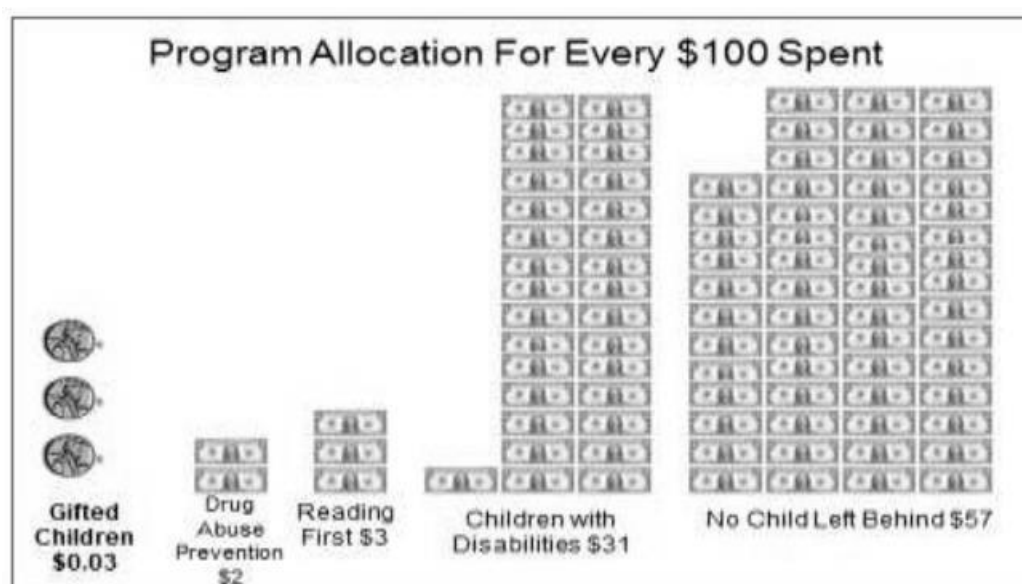 Program Allocation For Every $100 Spent
Gifted
Children
$0.03
Drug
Abuse
Prevention
$2
Reading
First $3
Children with
Disabilities $31
No Child Left Behind $57